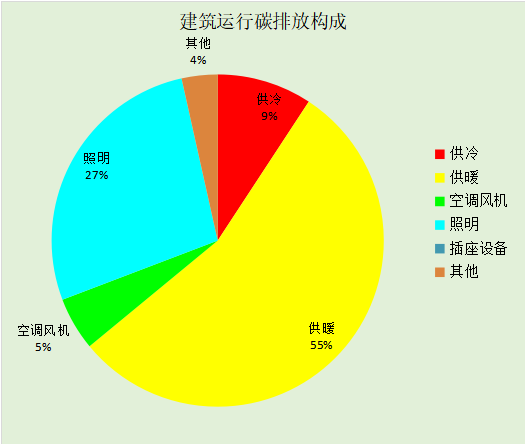 建筑运行碳排放构成
其他
4%
供冷
9%
照明
27%
供暖
55%
空调风机
5%
供冷
供暖
空调风机
照明
插座设备
其他